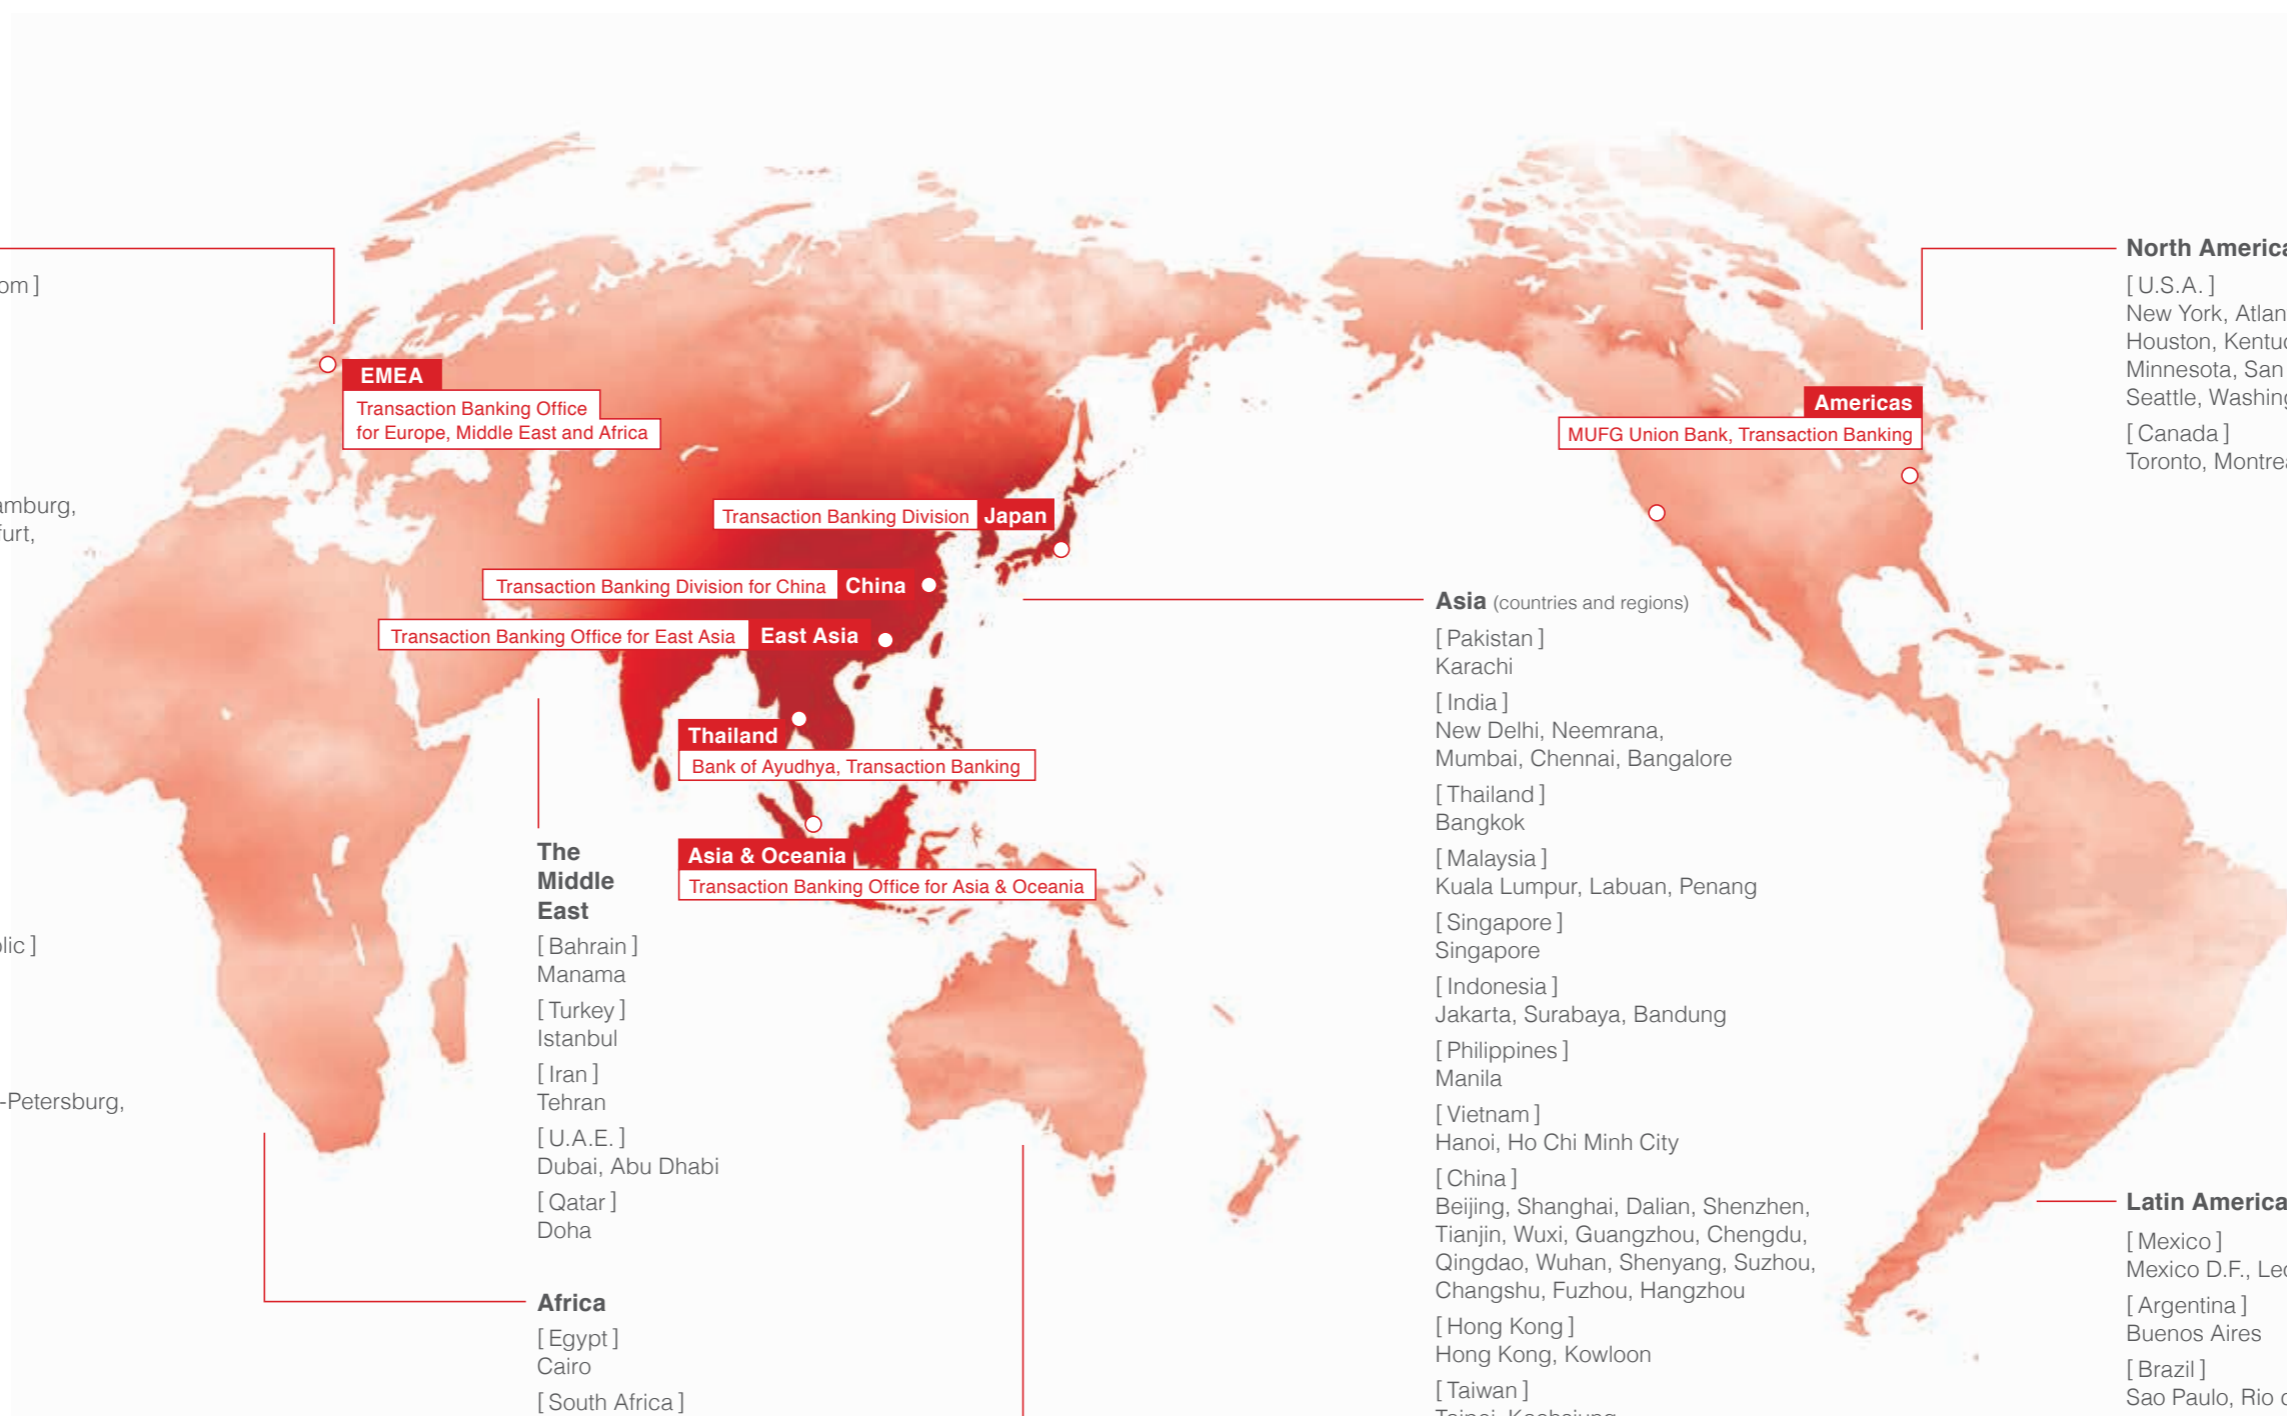 om ]
amburg,
furt,
lic ]
-Petersburg,
EMEA
Transaction Banking Office
for Europe, Middle East and Africa
Transaction Banking Division Japan
Transaction Banking Division for China China
Transaction Banking Office for East Asia East Asia
Thailand
Bank of Ayudhya, Transaction Banking
Asia & Oceania
Transaction Banking Office for Asia & Oceania
Americas
MUFG Union Bank, Transaction Banking
The
Middle
East
[ Bahrain ]
Manama
[ Turkey ]
Istanbul
[ Iran ]
Tehran
[ U.A.E. ]
Dubai, Abu Dhabi
[ Qatar ]
Doha
Africa
[ Egypt ]
Cairo
[ South Africa ]
Asia (countries and regions)
[ Pakistan ]
Karachi
[ India ]
New Delhi, Neemrana,
Mumbai, Chennai, Bangalore
[ Thailand ]
Bangkok
[ Malaysia ]
Kuala Lumpur, Labuan, Penang
[ Singapore ]
Singapore
[ Indonesia ]
Jakarta, Surabaya, Bandung
[ Philippines ]
Manila
[ Vietnam ]
Hanoi, Ho Chi Minh City
[ China ]
Beijing, Shanghai, Dalian, Shenzhen,
Tianjin, Wuxi, Guangzhou, Chengdu,
Qingdao, Wuhan, Shenyang, Suzhou,
Changshu, Fuzhou, Hangzhou
[ Hong Kong ]
Hong Kong, Kowloon
[ Taiwan ]
Taipei, Kaohsiung
North America
[ U.S.A. ]
New York, Atlan
Houston, Kentu
Minnesota, San
Seattle, Washing
[ Canada ]
Toronto, Montrea
Latin America
[ Mexico ]
Mexico D.F., Leo
[ Argentina ]
Buenos Aires
[ Brazil ]
Sao Paulo, Rio